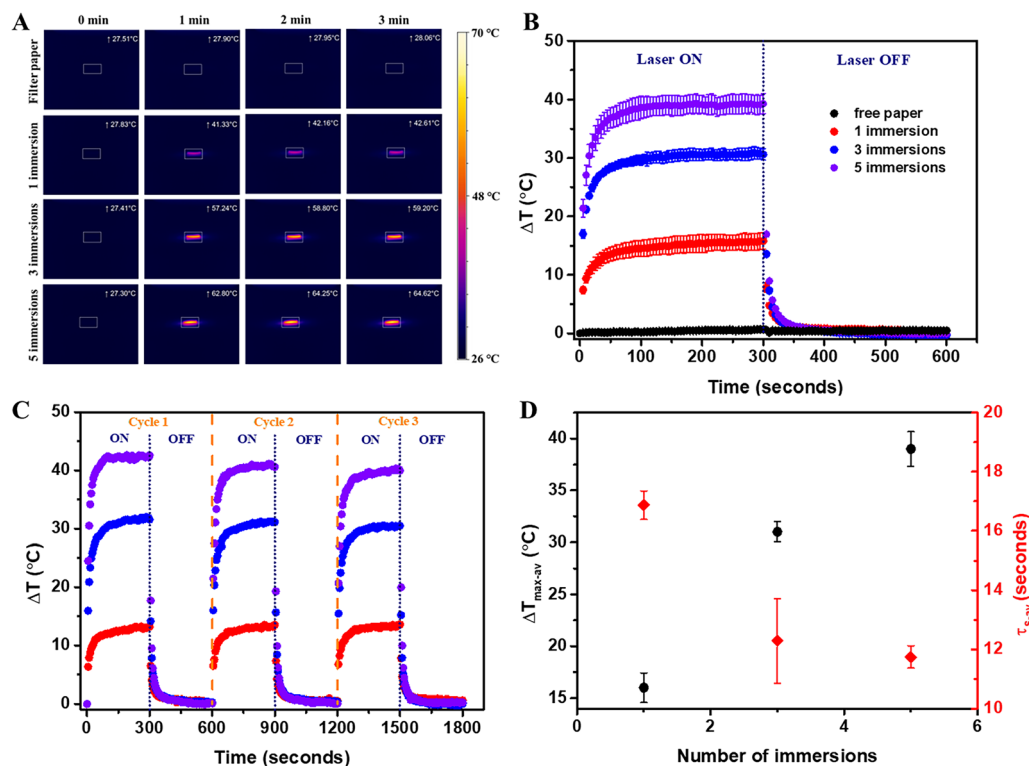 A
0 min 1 min 2 min 3 min
Filter paper
↑ 27.51°C ↑ 27.90°C ↑ 27.95°C ↑ 28.06°C
1 immersion
↑ 27.83°C ↑ 41.33°C ↑ 42.16°C ↑ 42.61°C
3 immersions
↑ 27.41°C ↑ 57.24°C ↑ 58.80°C ↑ 59.20°C
5 immersions
↑ 27.30°C ↑ 62.80°C ↑ 64.25°C ↑ 64.62°C
70 °C
48 °C
26 °C
B
Laser ON Laser OFF
free paper
1 immersion
3 immersions
5 immersions
ΔT (°C)
50
40
30
20
10
0
0 100 200 300 400 500 600
Time (seconds)
C
Cycle 1 Cycle 2 Cycle 3
ON OFF ON OFF ON OFF
ΔT (°C)
50
40
30
20
10
0
0 300 600 900 1200 1500 1800
Time (seconds)
D
ΔTmax-av (°C)
40
35
30
25
20
15
τs-av (seconds)
20
18
16
14
12
10
0 2 4 6
Number of immersions